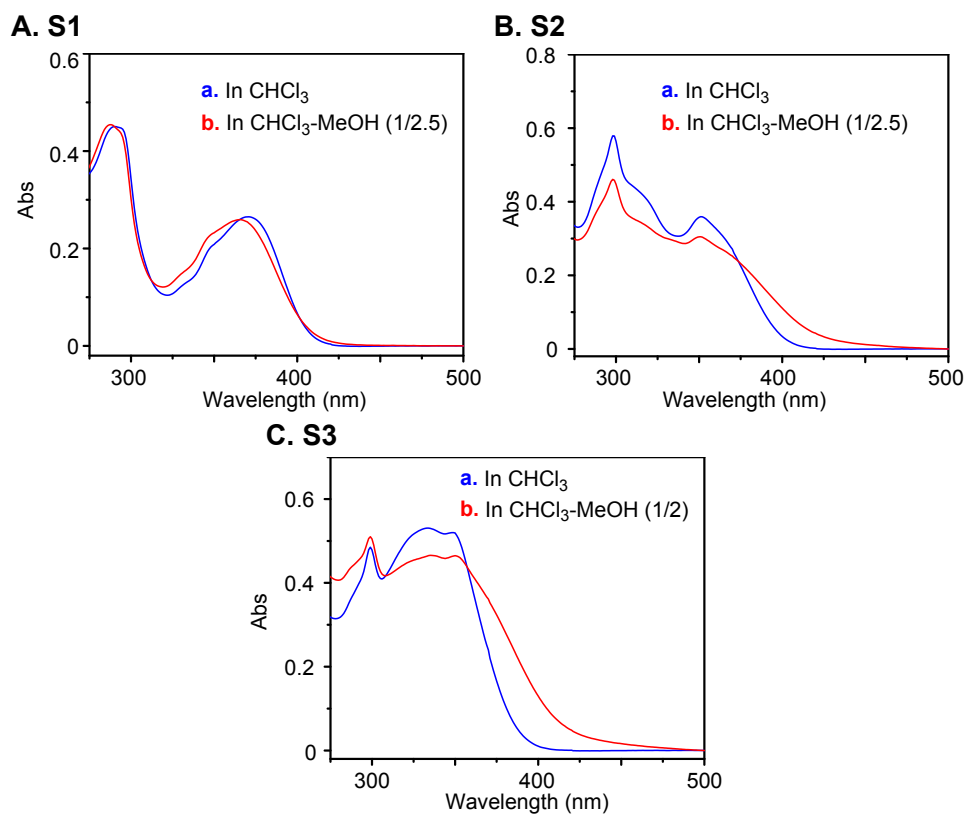 A. S1
0.6
0.4
0.2
0
Abs
a. In CHCl3
b. In CHCl3-MeOH (1/2.5)
300
400
500
Wavelength (nm)
B. S2
0.8
0.6
0.4
0.2
0
Abs
a. In CHCl3
b. In CHCl3-MeOH (1/2.5)
300
400
500
Wavelength (nm)
C. S3
0.6
0.4
0.2
0
Abs
a. In CHCl3
b. In CHCl3-MeOH (1/2)
300
400
500
Wavelength (nm)